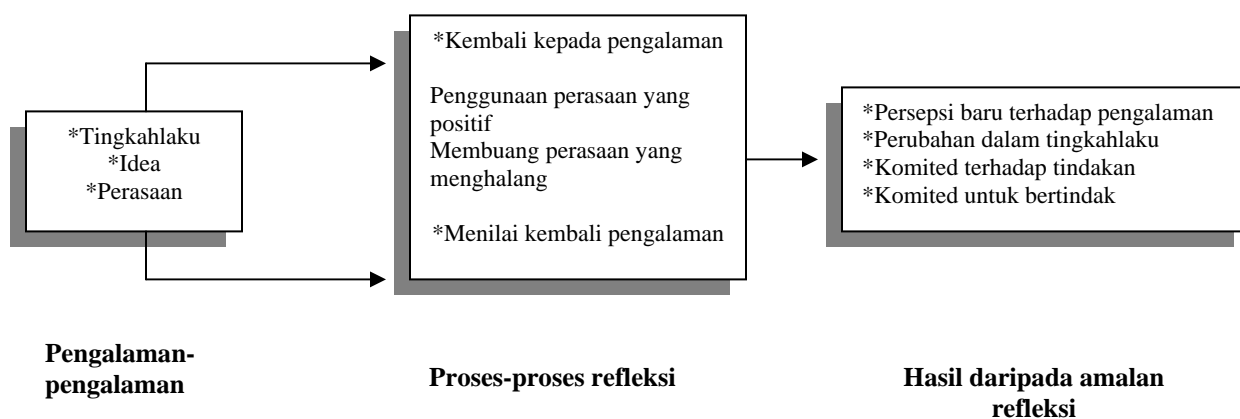 *Tingkahlaku
*Idea
*Perasaan
*Kembali kepada pengalaman
Penggunaan perasaan yang
positif
Membuang perasaan yang
menghalang
*Menilai kembali pengalaman
*Persepsi baru terhadap pengalaman
*Perubahan dalam tingkahlaku
*Komited terhadap tindakan
*Komited untuk bertindak
Pengalaman-
pengalaman
Proses-proses refleksi
Hasil daripada amalan
refleksi